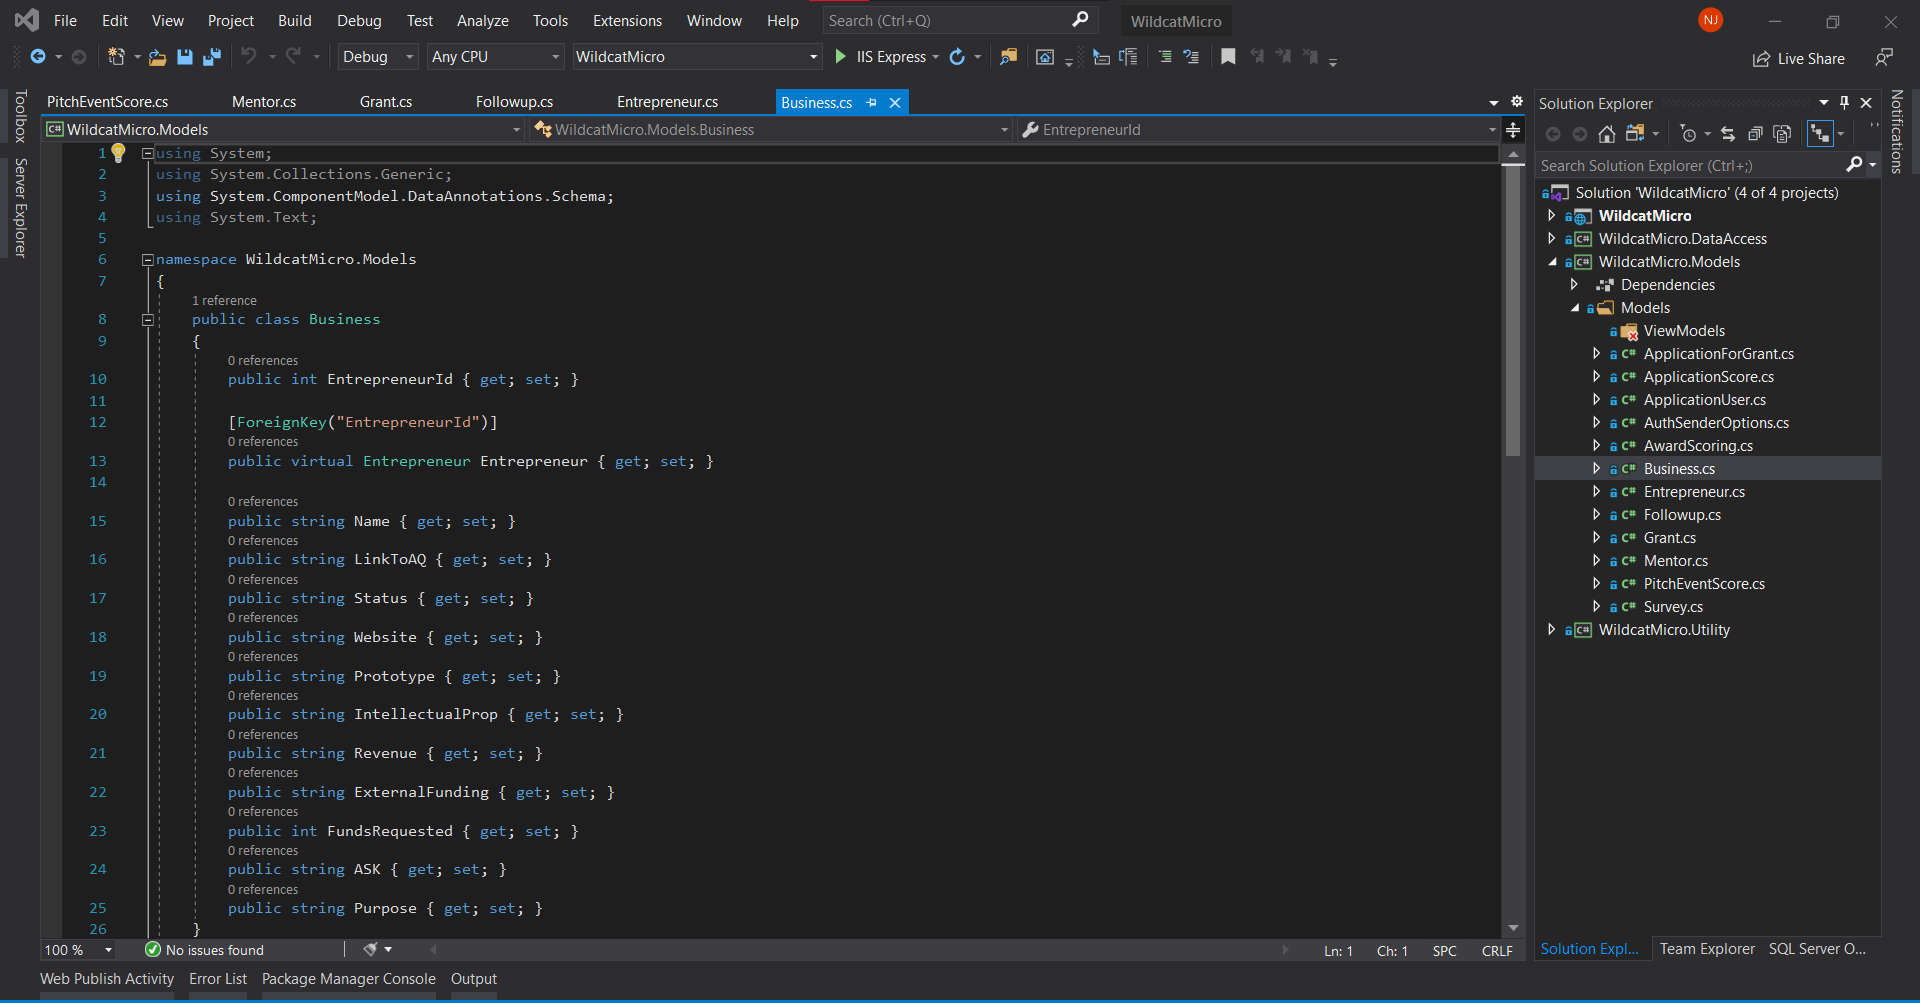 File Edit View Project Build Debug Test Analyze Tools Extensions Window Help Search (Ctrl+Q) WildcatMicro NJ
Debug Any CPU WildcatMicro IIS Express Live Share
Toolbox
Server Explorer
PitchEventScore.cs Mentor.cs Grant.cs Followup.cs Entrepreneur.cs Business.cs
C# WildcatMicro.Models WildcatMicro.Models.Business EntrepreneurId
1 using System;
2 using System.Collections.Generic;
3 using System.ComponentModel.DataAnnotations.Schema;
4 using System.Text;
5
6 namespace WildcatMicro.Models
7 {
1 reference
8 public class Business
9 {
0 references
10 public int EntrepreneurId { get; set; }
11
12 [ForeignKey("EntrepreneurId")]
0 references
13 public virtual Entrepreneur Entrepreneur { get; set; }
14
0 references
15 public string Name { get; set; }
0 references
16 public string LinkToAQ { get; set; }
0 references
17 public string Status { get; set; }
0 references
18 public string Website { get; set; }
0 references
19 public string Prototype { get; set; }
0 references
20 public string IntellectualProp { get; set; }
0 references
21 public string Revenue { get; set; }
0 references
22 public string ExternalFunding { get; set; }
0 references
23 public int FundsRequested { get; set; }
0 references
24 public string ASK { get; set; }
0 references
25 public string Purpose { get; set; }
26 }
100 % No issues found Ln: 1 Ch: 1 SPC CRLF
Solution Explorer
Search Solution Explorer (Ctrl+;)
Solution 'WildcatMicro' (4 of 4 projects)
WildcatMicro
C# WildcatMicro.DataAccess
C# WildcatMicro.Models
Dependencies
Models
ViewModels
C# ApplicationForGrant.cs
C# ApplicationScore.cs
C# ApplicationUser.cs
C# AuthSenderOptions.cs
C# AwardScoring.cs
C# Business.cs
C# Entrepreneur.cs
C# Followup.cs
C# Grant.cs
C# Mentor.cs
C# PitchEventScore.cs
C# Survey.cs
C# WildcatMicro.Utility
Solution Expl... Team Explorer SQL Server O...
Notifications
Web Publish Activity Error List Package Manager Console Output